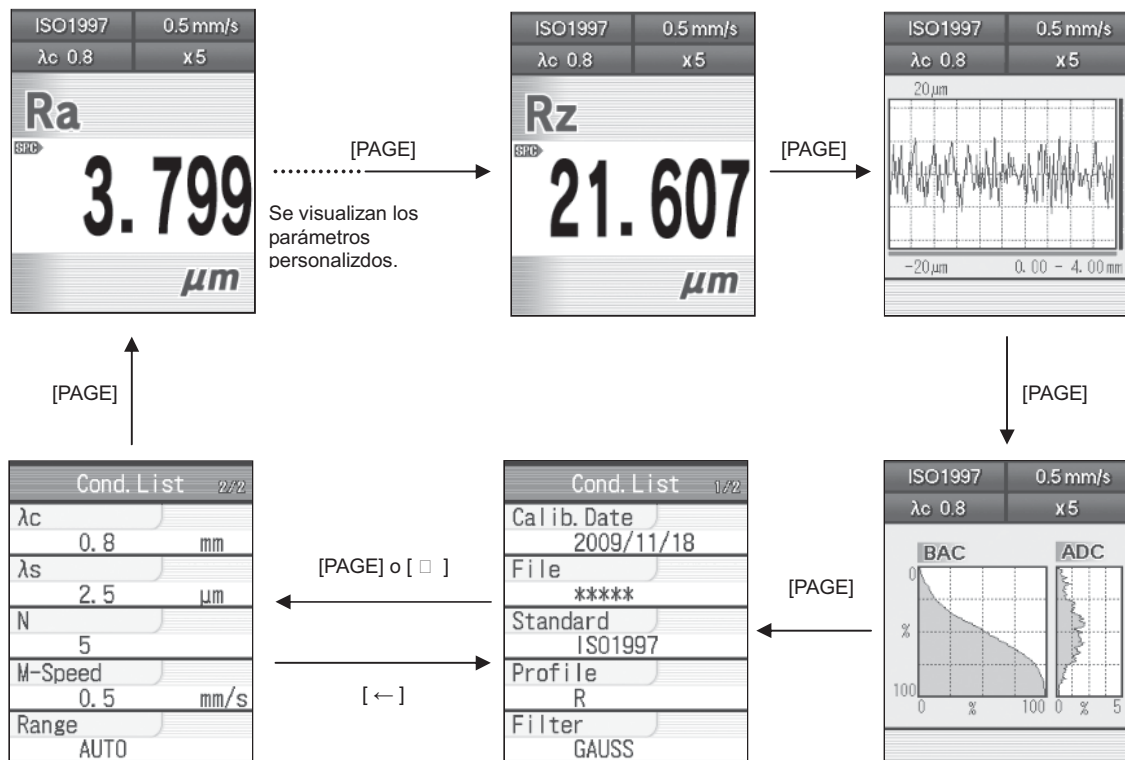 ISO1997 0.5 mm/s
λc 0.8 x5
Ra
SPC
3.799
µm
[PAGE]
Se visualizan los
parámetros
personalizdos.
ISO1997 0.5 mm/s
λc 0.8 x5
Rz
SPC
21.607
µm
[PAGE]
ISO1997 0.5 mm/s
λc 0.8 x5
20µm
-20µm 0.00 - 4.00mm
[PAGE]
[PAGE]
Cond.List 2/2
λc
0.8 mm
λs
2.5 µm
N
5
M-Speed
0.5 mm/s
Range
AUTO
[PAGE] o [ □ ]
[ ← ]
Cond.List 1/2
Calib.Date
2009/11/18
File
*****
Standard
ISO1997
Profile
R
Filter
GAUSS
[PAGE]
ISO1997 0.5 mm/s
λc 0.8 x5
BAC ADC
0
%
100
0 % 100 0 % 5